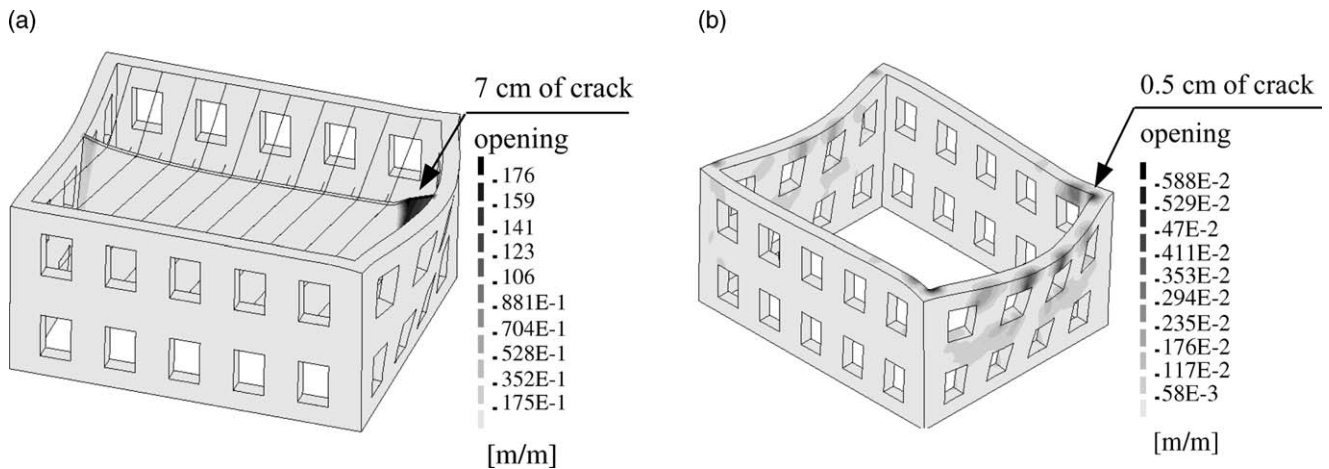 (a)
7 cm of crack
opening
.176
.159
.141
.123
.106
.881E-1
.704E-1
.528E-1
.352E-1
.175E-1
[m/m]
(b)
0.5 cm of crack
opening
.588E-2
.529E-2
.47E-2
.411E-2
.353E-2
.294E-2
.235E-2
.176E-2
.117E-2
.58E-3
[m/m]